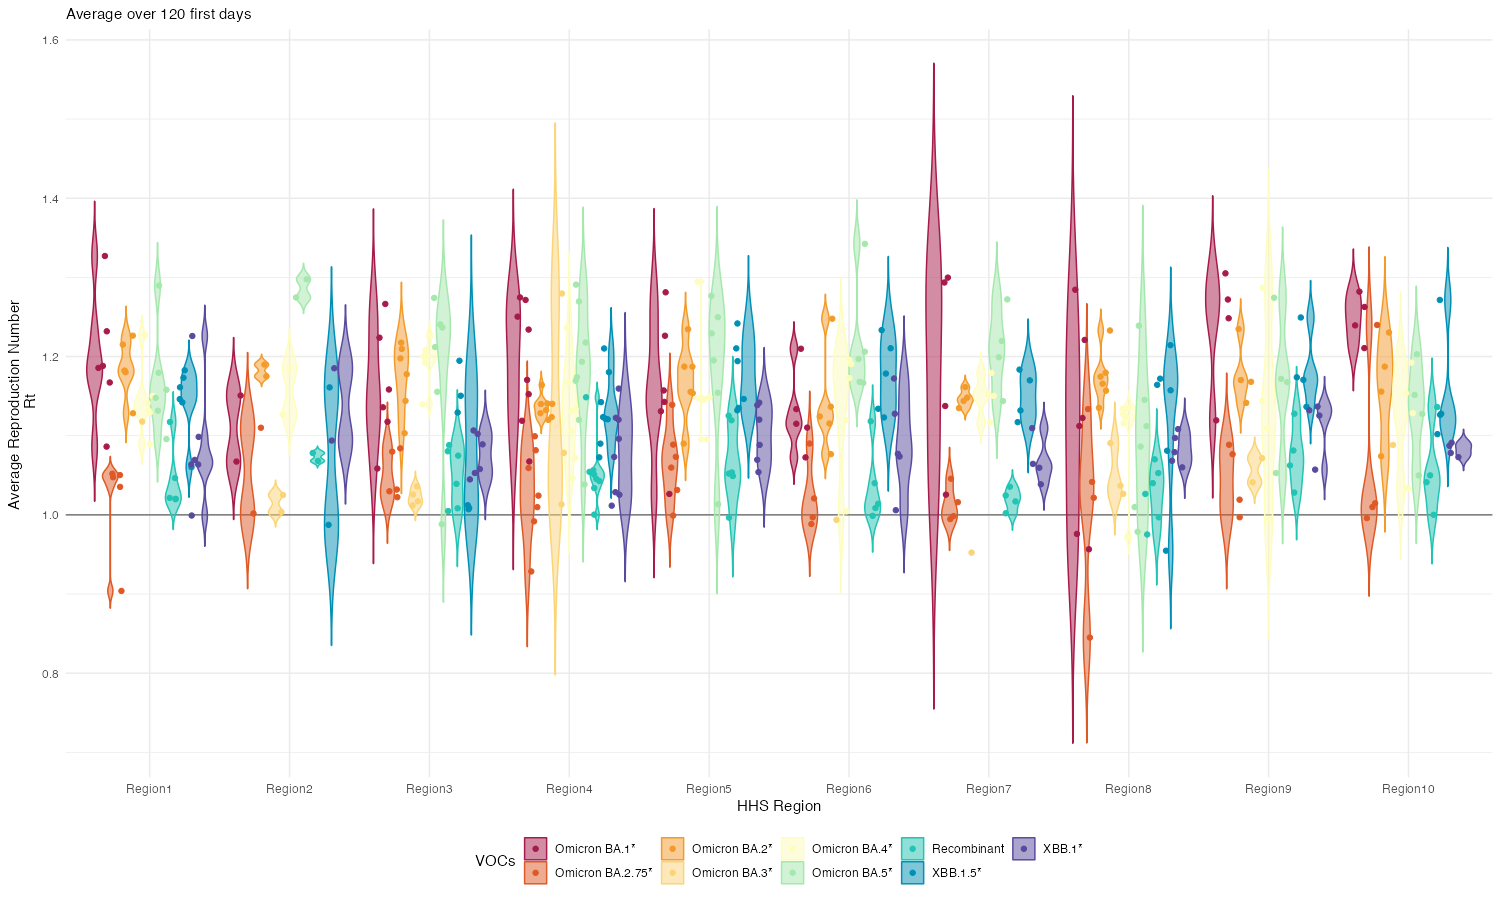 Average over 120 first days
1.6
1.4
1.2
1.0
0.8
Average Reproduction Number
Rt
Region1 Region2 Region3 Region4 Region5 Region6 Region7 Region8 Region9 Region10
HHS Region
VOCs
Omicron BA.1* Omicron BA.2* Omicron BA.4* Recombinant XBB.1*
Omicron BA.2.75* Omicron BA.3* Omicron BA.5* XBB.1.5*